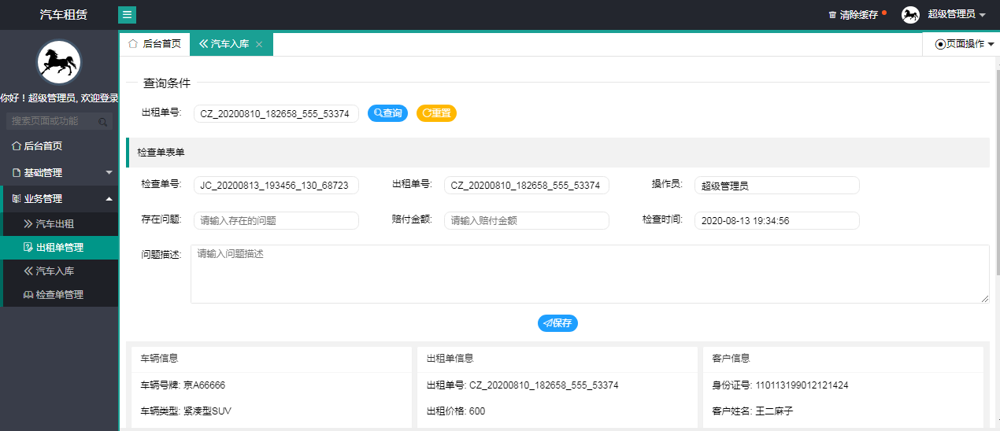 汽车租赁
清除缓存
超级管理员
后台首页
汽车入库
页面操作
你好！超级管理员, 欢迎登录
搜索页面或功能
后台首页
基础管理
业务管理
汽车出租
出租单管理
汽车入库
检查单管理
查询条件
出租单号: CZ_20200810_182658_555_53374 查询 重置
检查单表单
检查单号: JC_20200813_193456_130_68723 出租单号: CZ_20200810_182658_555_53374 操作员: 超级管理员
存在问题: 请输入存在的问题 赔付金额: 请输入赔付金额 检查时间: 2020-08-13 19:34:56
问题描述: 请输入问题描述
保存
车辆信息
车辆号牌: 京A66666
车辆类型: 紧凑型SUV
出租单信息
出租单号: CZ_20200810_182658_555_53374
出租价格: 600
客户信息
身份证号: 110113199012121424
客户姓名: 王二麻子